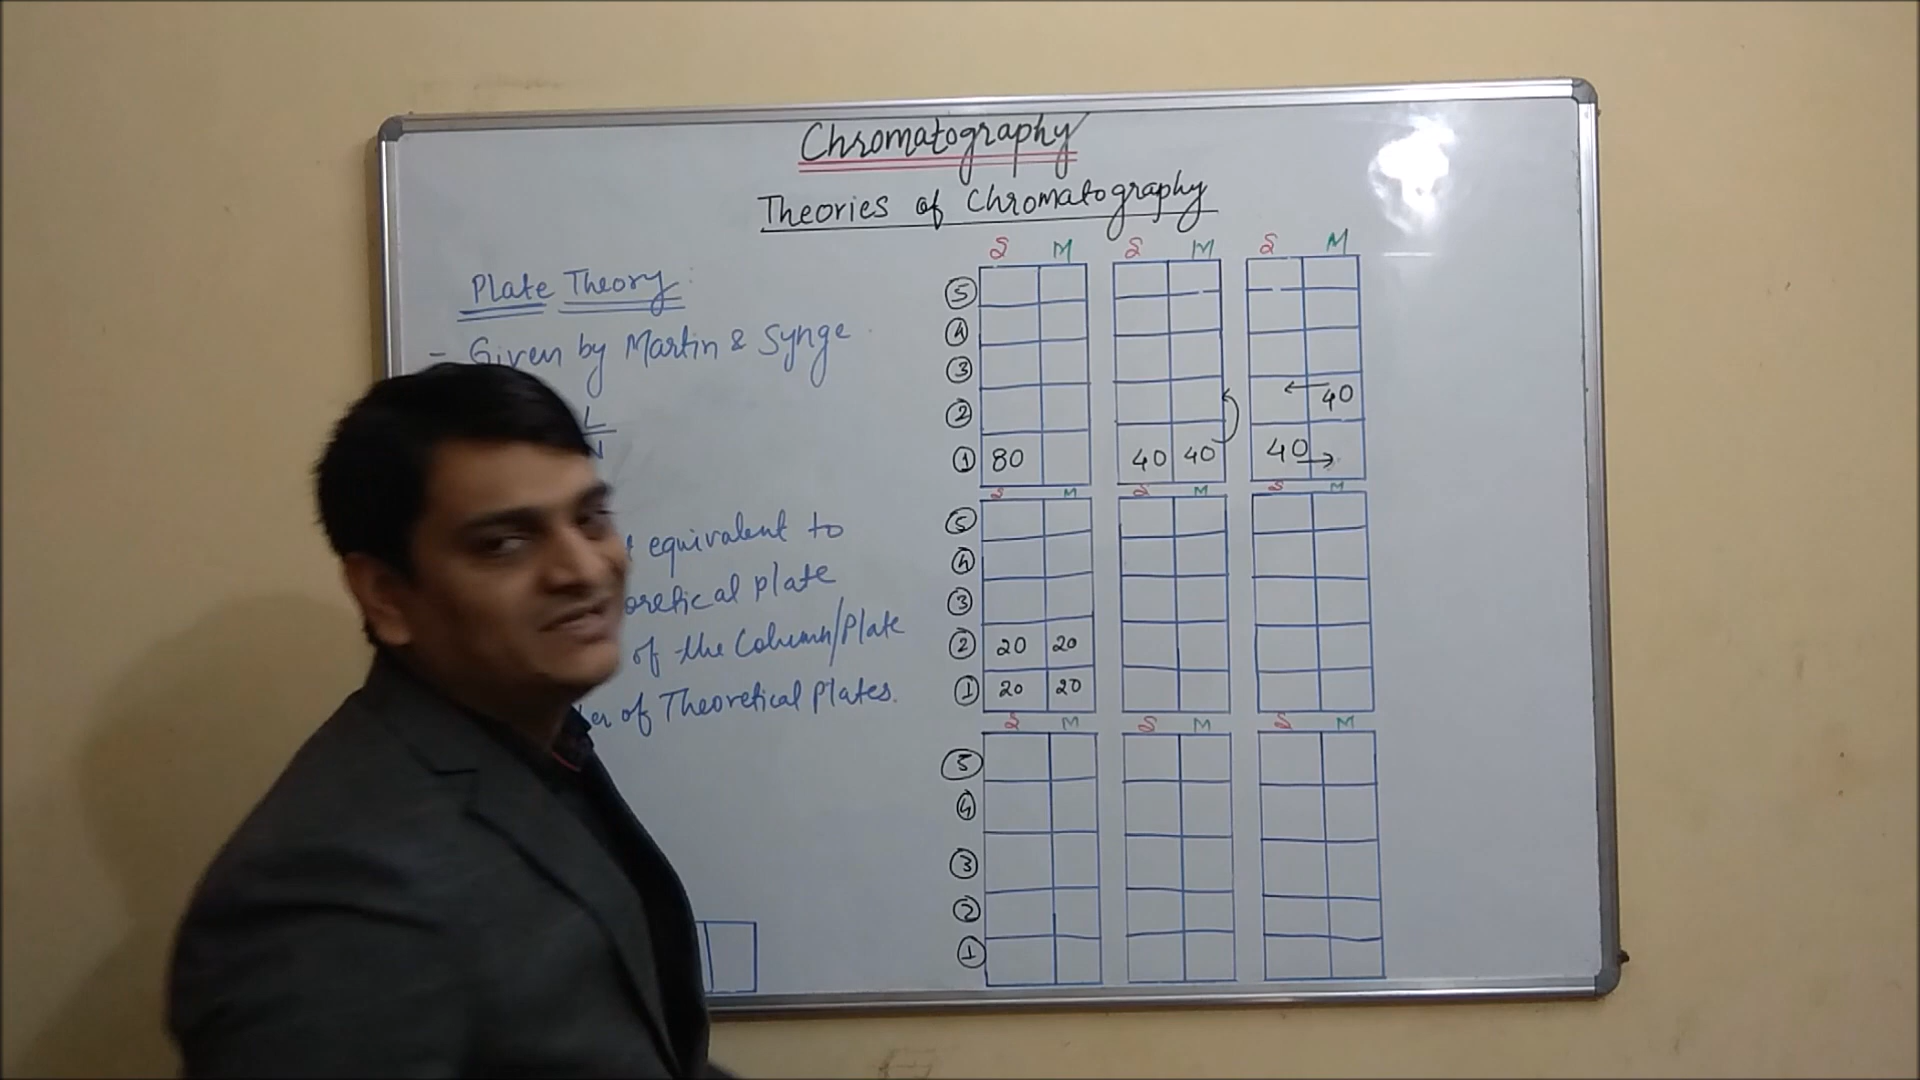 Chromatography
Theories of Chromatography
Plate Theory:
- Given by Martin & Synge
L
equivalent to
plate
of the Column/Plate
of Theoretical Plates.
S M S M S M
5
4
3
2 40
1 80 40 40 40
S M S M S M
5
4
3
2 20 20
1 20 20
S M S M S M
5
4
3
2
1